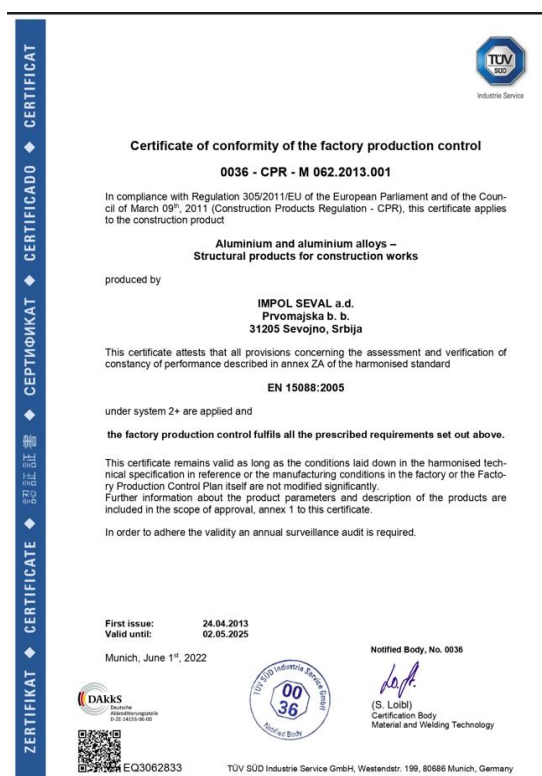 ZERTIFIKAT ◆ CERTIFICATE ◆ 認証証書 ◆ СЕРТИФИКАТ ◆ CERTIFICADO ◆ CERTIFICAT
TÜV
SÜD
Industrie Service
Certificate of conformity of the factory production control
0036 - CPR - M 062.2013.001
In compliance with Regulation 305/2011/EU of the European Parliament and of the Coun-
cil of March 09th, 2011 (Construction Products Regulation - CPR), this certificate applies
to the construction product
Aluminium and aluminium alloys –
Structural products for construction works
produced by
IMPOL SEVAL a.d.
Prvomajska b. b.
31205 Sevojno, Srbija
This certificate attests that all provisions concerning the assessment and verification of
constancy of performance described in annex ZA of the harmonised standard
EN 15088:2005
under system 2+ are applied and
the factory production control fulfils all the prescribed requirements set out above.
This certificate remains valid as long as the conditions laid down in the harmonised tech-
nical specification in reference or the manufacturing conditions in the factory or the Facto-
ry Production Control Plan itself are not modified significantly.
Further information about the product parameters and description of the products are
included in the scope of approval, annex 1 to this certificate.
In order to adhere the validity an annual surveillance audit is required.
First issue: 24.04.2013
Valid until: 02.05.2025
Munich, June 1st, 2022
Notified Body, No. 0036
TÜV SÜD Industrie Service GmbH
00
36
Notified Body
(S. Loibl)
Certification Body
Material and Welding Technology
DAkkS
Deutsche
Akkreditierungsstelle
D-ZE-14153-06-00
EQ3062833
TÜV SÜD Industrie Service GmbH, Westendstr. 199, 80686 Munich, Germany